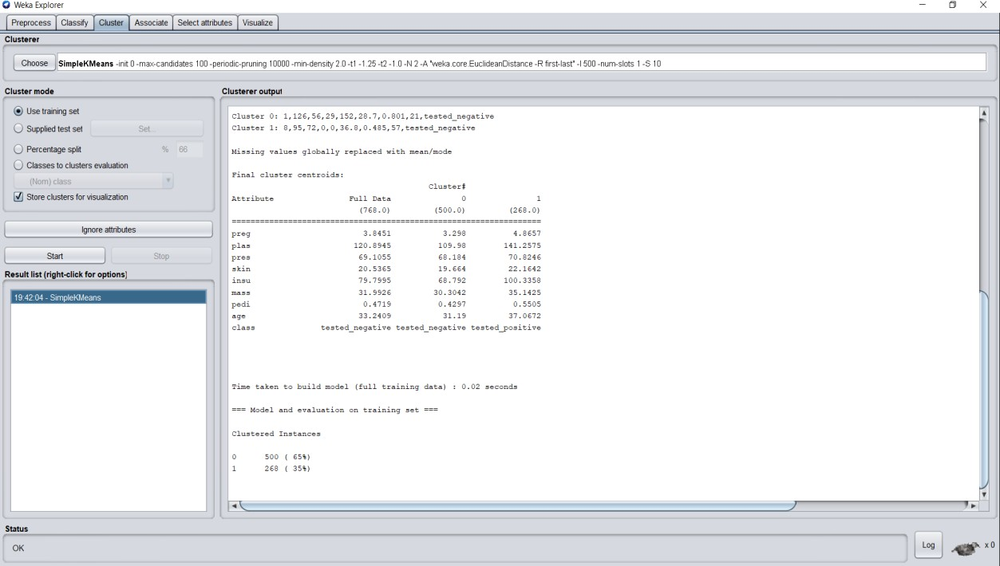 Weka Explorer
Preprocess Classify Cluster Associate Select attributes Visualize
Clusterer
Choose SimpleKMeans -init 0 -max-candidates 100 -periodic-pruning 10000 -min-density 2.0 -t1 -1.25 -t2 -1.0 -N 2 -A "weka.core.EuclideanDistance -R first-last" -I 500 -num-slots 1 -S 10
Cluster mode
Use training set
Supplied test set Set...
Percentage split % 66
Classes to clusters evaluation
(Nom) class
Store clusters for visualization
Ignore attributes
Start Stop
Result list (right-click for options)
19:42:04 - SimpleKMeans
Clusterer output
Cluster 0: 1,126,56,29,152,28.7,0.801,21,tested_negative
Cluster 1: 8,95,72,0,0,36.8,0.485,57,tested_negative
Missing values globally replaced with mean/mode
Final cluster centroids:
Cluster#
Attribute Full Data 0 1
(768.0) (500.0) (268.0)
==================================================================
preg 3.8451 3.298 4.8657
plas 120.8945 109.98 141.2575
pres 69.1055 68.184 70.8246
skin 20.5365 19.664 22.1642
insu 79.7995 68.792 100.3358
mass 31.9926 30.3042 35.1425
pedi 0.4719 0.4297 0.5505
age 33.2409 31.19 37.0672
class tested_negative tested_negative tested_positive
Time taken to build model (full training data) : 0.02 seconds
=== Model and evaluation on training set ===
Clustered Instances
0 500 ( 65%)
1 268 ( 35%)
Status
OK
Log x 0